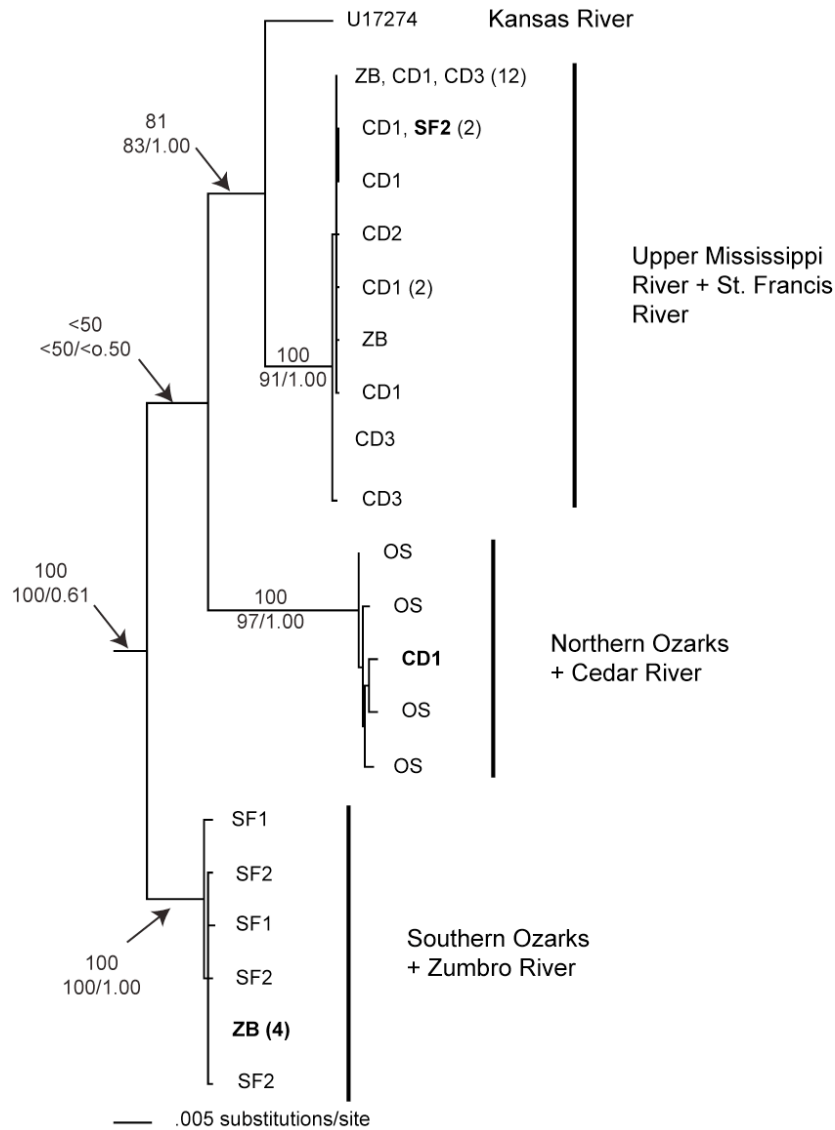 U17274 Kansas River
ZB, CD1, CD3 (12)
81
83/1.00
CD1, SF2 (2)
CD1
CD2
Upper Mississippi
River + St. Francis
River
CD1 (2)
<50
<50/<o.50
ZB
100
91/1.00
CD1
CD3
CD3
OS
100
100/0.61
100
97/1.00
OS
Northern Ozarks
+ Cedar River
CD1
OS
OS
SF1
SF2
SF1
Southern Ozarks
+ Zumbro River
100
100/1.00
SF2
ZB (4)
SF2
.005 substitutions/site